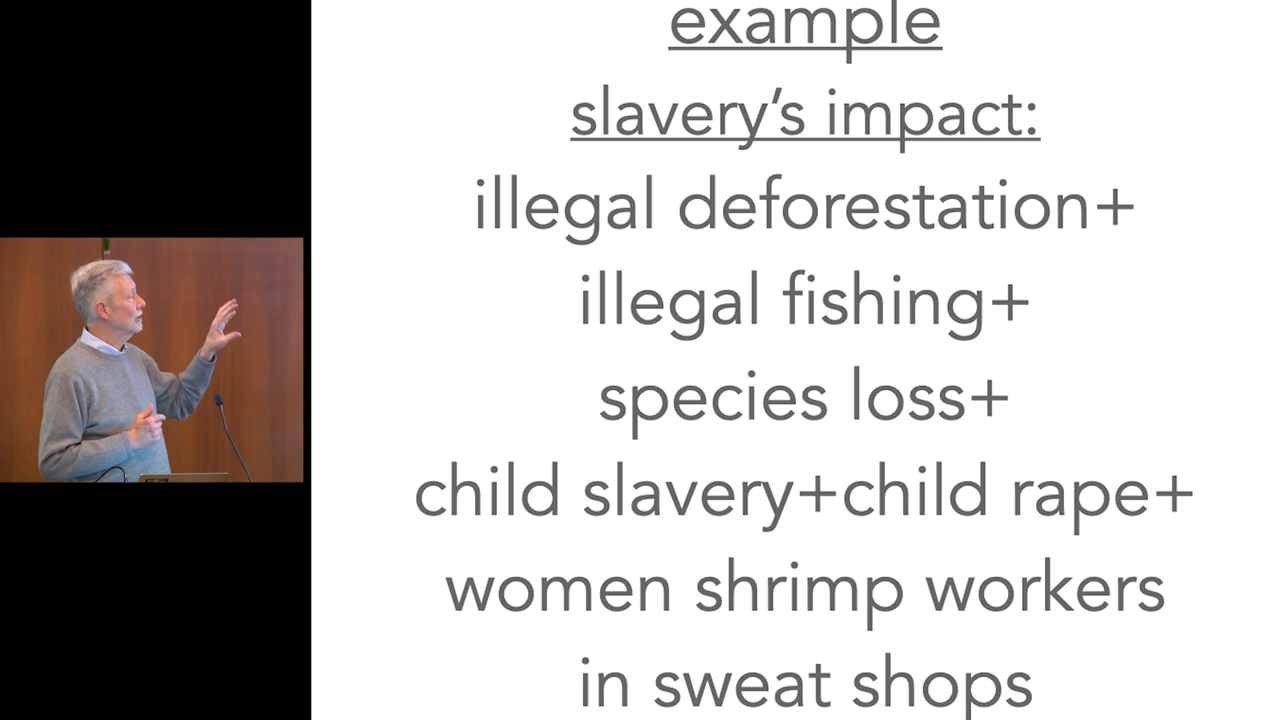 example
slavery’s impact:
illegal deforestation+
illegal fishing+
species loss+
child slavery+child rape+
women shrimp workers
in sweat shops